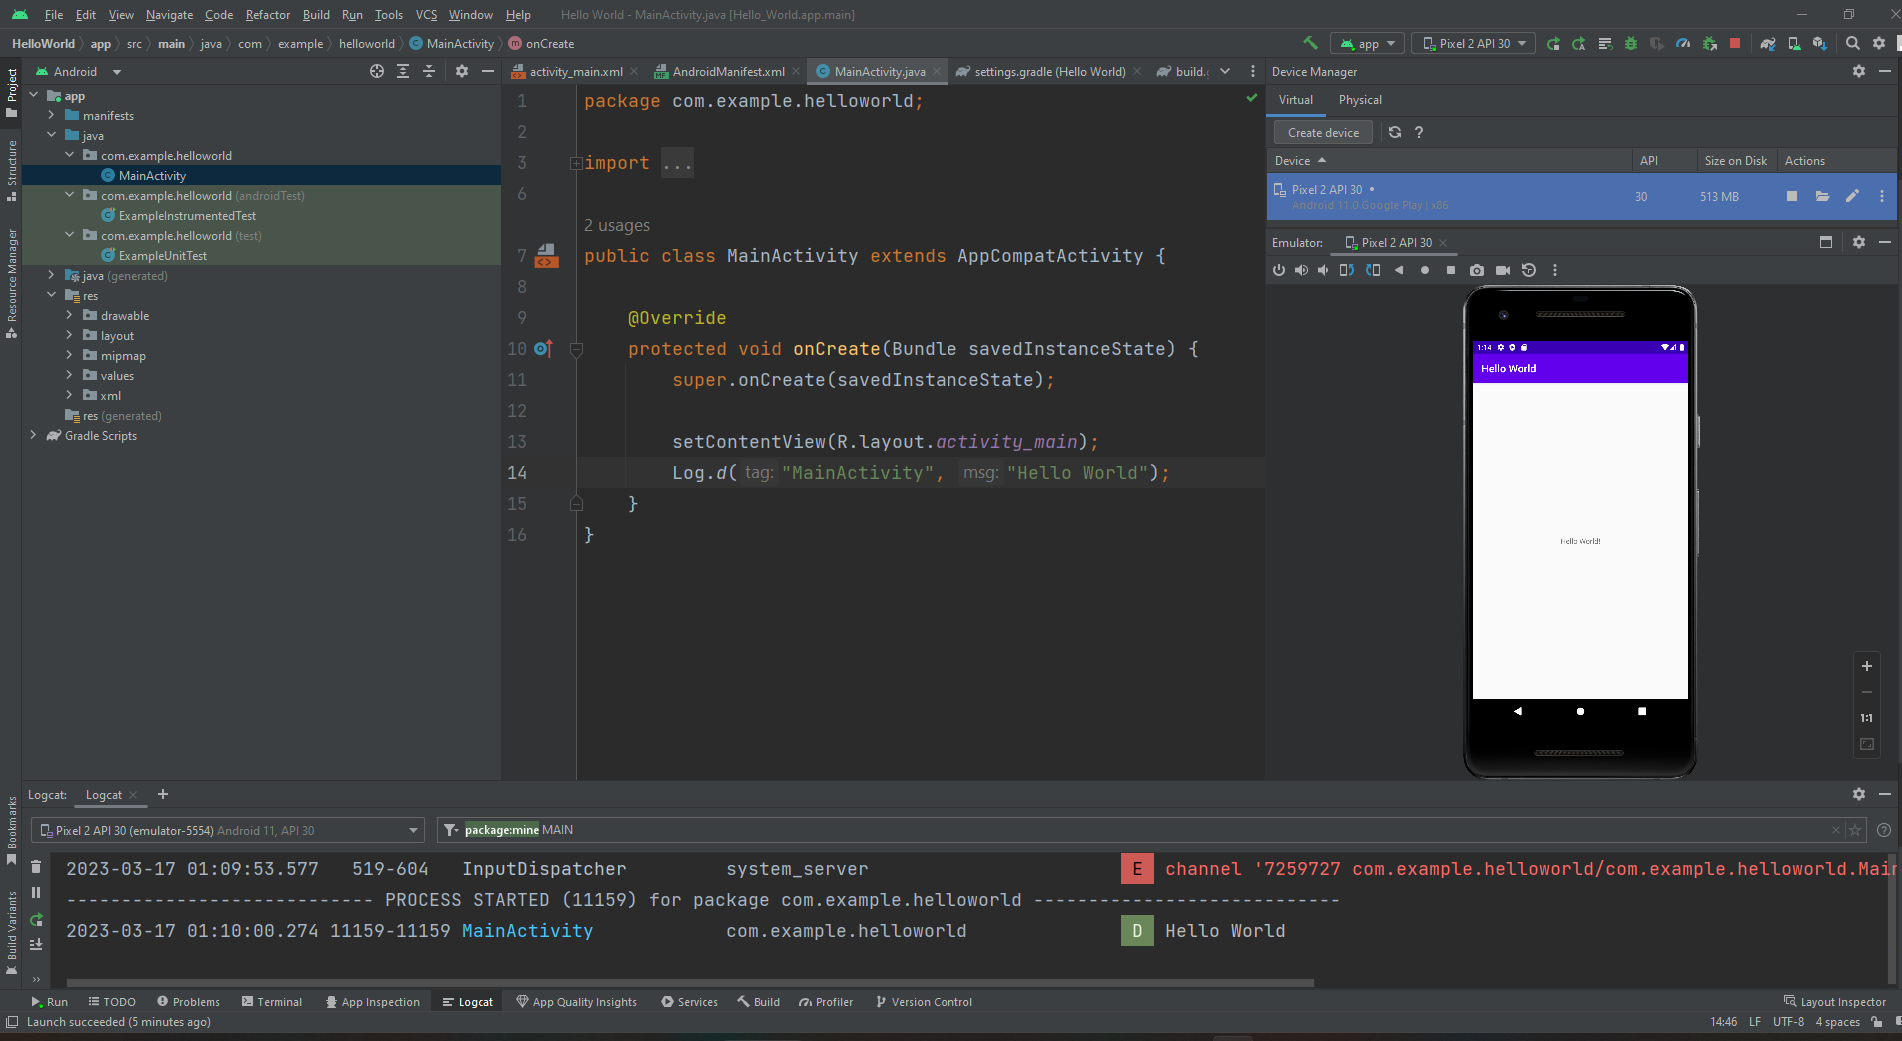 File Edit View Navigate Code Refactor Build Run Tools VCS Window Help Hello World - MainActivity.java [Hello_World.app.main]
HelloWorld app src main java com example helloworld MainActivity onCreate
app Pixel 2 API 30
Project
Structure
Resource Manager
Bookmarks
Build Variants
Android
app
manifests
java
com.example.helloworld
MainActivity
com.example.helloworld (androidTest)
ExampleInstrumentedTest
com.example.helloworld (test)
ExampleUnitTest
java (generated)
res
drawable
layout
mipmap
values
xml
res (generated)
Gradle Scripts
activity_main.xml AndroidManifest.xml MainActivity.java settings.gradle (Hello World) build.g
1 package com.example.helloworld;
2
3 import ...
6
2 usages
7 public class MainActivity extends AppCompatActivity {
8
9 @Override
10 protected void onCreate(Bundle savedInstanceState) {
11 super.onCreate(savedInstanceState);
12
13 setContentView(R.layout.activity_main);
14 Log.d( tag: "MainActivity", msg: "Hello World");
15 }
16 }
Device Manager
Virtual Physical
Create device ?
Device API Size on Disk Actions
Pixel 2 API 30 30 513 MB
Android 11.0 Google Play | x86
Emulator: Pixel 2 API 30
1:14
Hello World
Hello World!
1:1
Logcat: Logcat +
Pixel 2 API 30 (emulator-5554) Android 11, API 30 package:mine MAIN
2023-03-17 01:09:53.577 519-604 InputDispatcher system_server E channel '7259727 com.example.helloworld/com.example.helloworld.Mair
---------------------------- PROCESS STARTED (11159) for package com.example.helloworld ----------------------------
2023-03-17 01:10:00.274 11159-11159 MainActivity com.example.helloworld D Hello World
Run TODO Problems Terminal App Inspection Logcat App Quality Insights Services Build Profiler Version Control Layout Inspector
Launch succeeded (5 minutes ago) 14:46 LF UTF-8 4 spaces